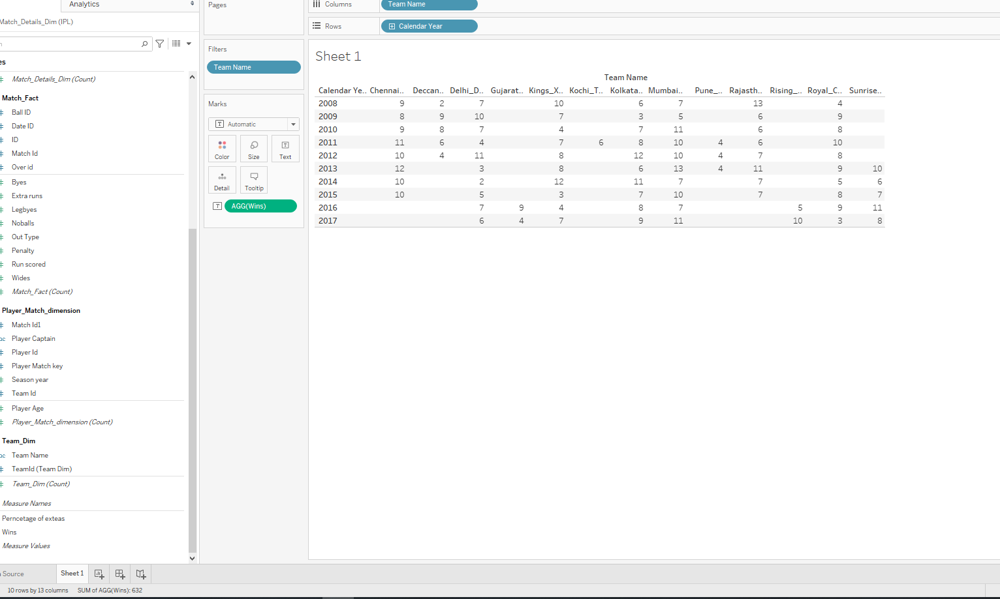 Analytics
Match_Details_Dim (IPL)
Match_Details_Dim (Count)
Match_Fact
Ball ID
Date ID
ID
Match Id
Over id
Byes
Extra runs
Legbyes
Noballs
Out Type
Penalty
Run scored
Wides
Match_Fact (Count)
Player_Match_dimension
Match Id1
Player Captain
Player Id
Player Match key
Season year
Team Id
Player Age
Player_Match_dimension (Count)
Team_Dim
Team Name
TeamId (Team Dim)
Team_Dim (Count)
Measure Names
Perncetage of exteas
Wins
Measure Values
Pages
Filters
Team Name
Marks
Automatic
Color Size Text
Detail Tooltip
AGG(Wins)
Columns Team Name
Rows Calendar Year
Sheet 1
Team Name
Calendar Ye.. Chennai.. Deccan.. Delhi_D.. Gujarat.. Kings_X.. Kochi_T.. Kolkata.. Mumbai.. Pune_.. Rajasth.. Rising_.. Royal_C.. Sunrise..
2008 9 2 7 10 6 7 13 4
2009 8 9 10 7 3 5 6 9
2010 9 8 7 4 7 11 6 8
2011 11 6 4 7 6 8 10 4 6 10
2012 10 4 11 8 12 10 4 7 8
2013 12 3 8 6 13 4 11 9 10
2014 10 2 12 11 7 7 5 6
2015 10 5 3 7 10 7 8 7
2016 7 9 4 8 7 5 9 11
2017 6 4 7 9 11 10 3 8
Source Sheet 1
10 rows by 13 columns SUM of AGG(Wins): 632